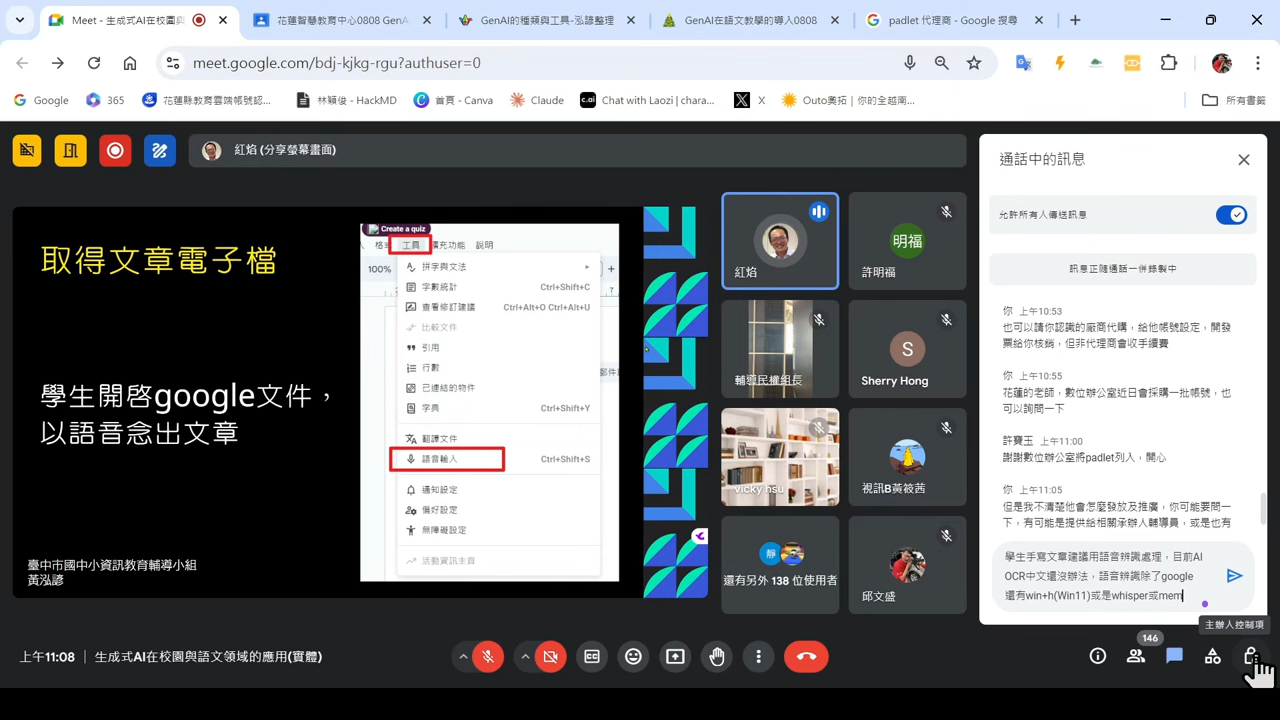 Meet - 生成式AI在校園與
花蓮智慧教育中心0808 GenA
GenAI的種類與工具-泓諺整理
GenAI在語文教學的導入0808
padlet 代理商 - Google 搜尋
meet.google.com/bdj-kjkg-rgu?authuser=0
Google
365
花蓮縣教育雲端帳號認...
林穎俊 - HackMD
首頁 - Canva
Claude
c.ai
Chat with Laozi | chara...
X
Outo奧拓 | 你的全越南...
所有書籤
紅焰 (分享螢幕畫面)
取得文章電子檔
學生開啓google文件，
以語音念出文章
臺中市國中小資訊教育輔導小組
黃泓諺
Create a quiz
工具
擴充功能
說明
100%
拼字與文法
字數統計 Ctrl+Shift+C
查看修訂建議 Ctrl+Alt+O Ctrl+Alt+U
比較文件
引用
行數
已連結的物件
字典 Ctrl+Shift+Y
翻譯文件
語音輸入 Ctrl+Shift+S
通知設定
偏好設定
無障礙設定
活動資訊主頁
紅焰
明福
許明福
輔導民權組長
S
Sherry Hong
vicky hsu
視訊B黃筱茜
靜
還有另外 138 位使用者
邱文盛
通話中的訊息
允許所有人傳送訊息
訊息正隨通話一併錄製中
你 上午10:53
也可以請你認識的廠商代購，給他帳號設定，開發
票給你核銷，但非代理商會收手續費
你 上午10:55
花蓮的老師，數位辦公室近日會採購一批帳號，也
可以詢問一下
許寶玉 上午11:00
謝謝數位辦公室將padlet列入，開心
你 上午11:05
但是我不清楚他會怎麼發放及推廣，你可能要問一
下，有可能是提供給相關承辦人輔導員，或是也有
學生手寫文章建議用語音辨識處理，目前AI
OCR中文還沒辦法，語音辨識除了google
還有win+h(Win11)或是whisper或mem
主辦人控制項
上午11:08 | 生成式AI在校園與語文領域的應用(實體)
146